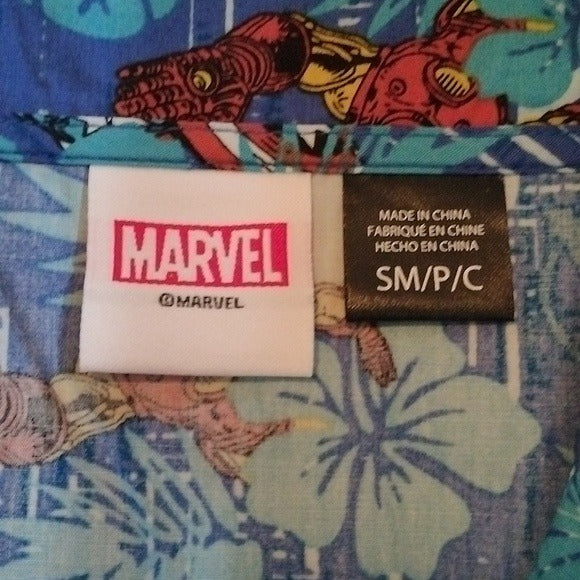 MARVEL
©MARVEL
MADE IN CHINA
FABRIQUÉ EN CHINE
HECHO EN CHINA
SM/P/C